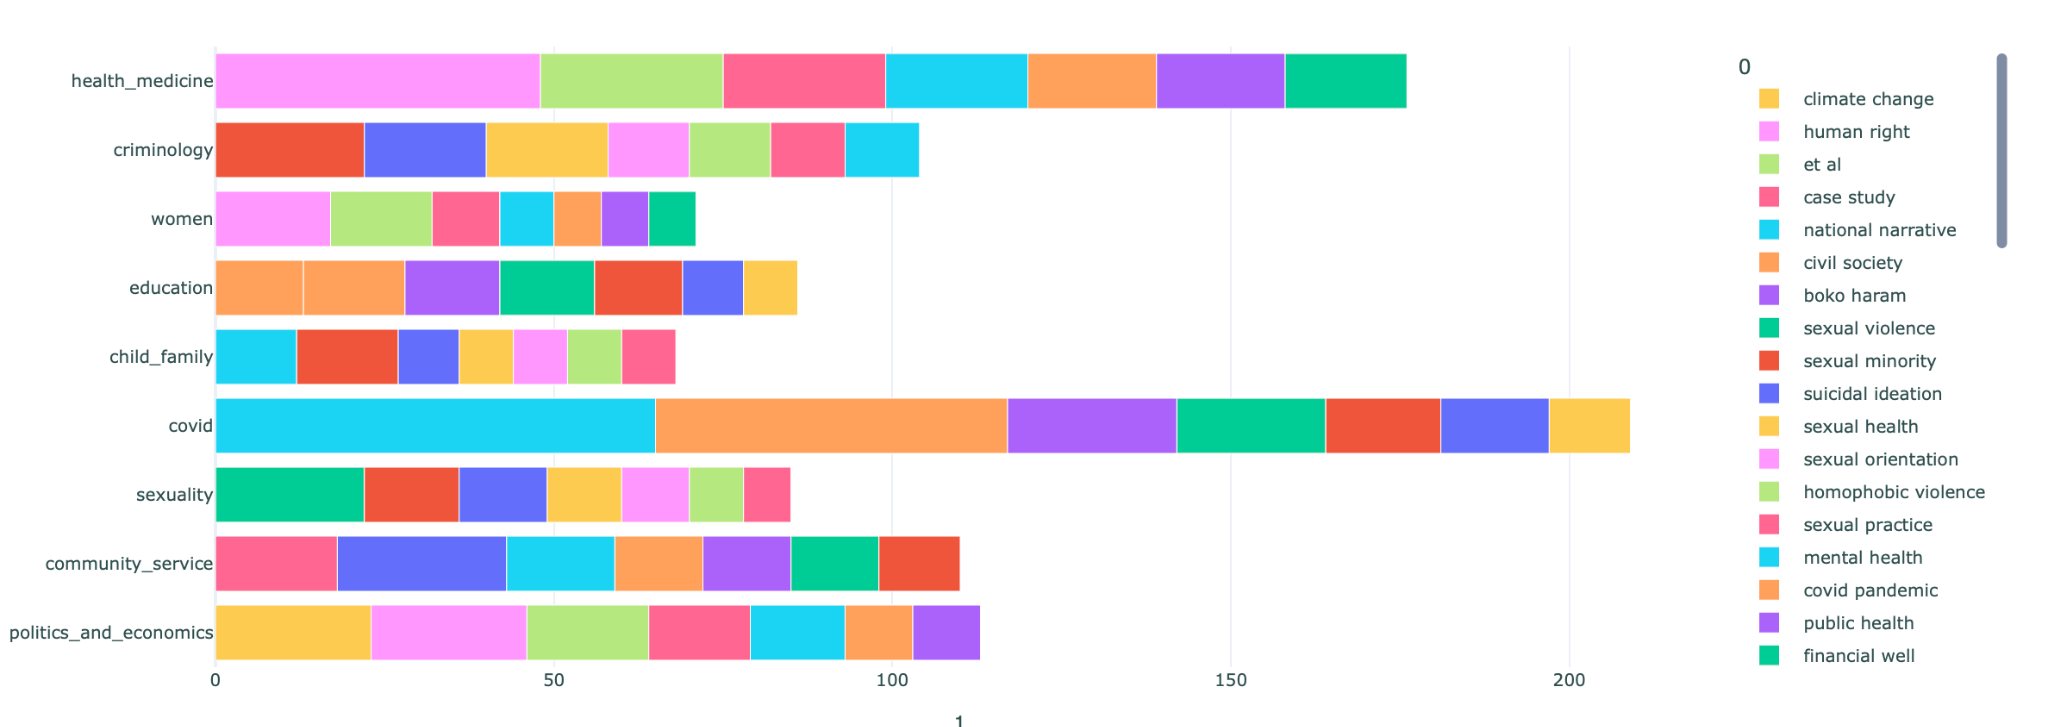 health_medicine
criminology
women
education
child_family
covid
sexuality
community_service
politics_and_economics
0 50 100 150 200
1
0
climate change
human right
et al
case study
national narrative
civil society
boko haram
sexual violence
sexual minority
suicidal ideation
sexual health
sexual orientation
homophobic violence
sexual practice
mental health
covid pandemic
public health
financial well